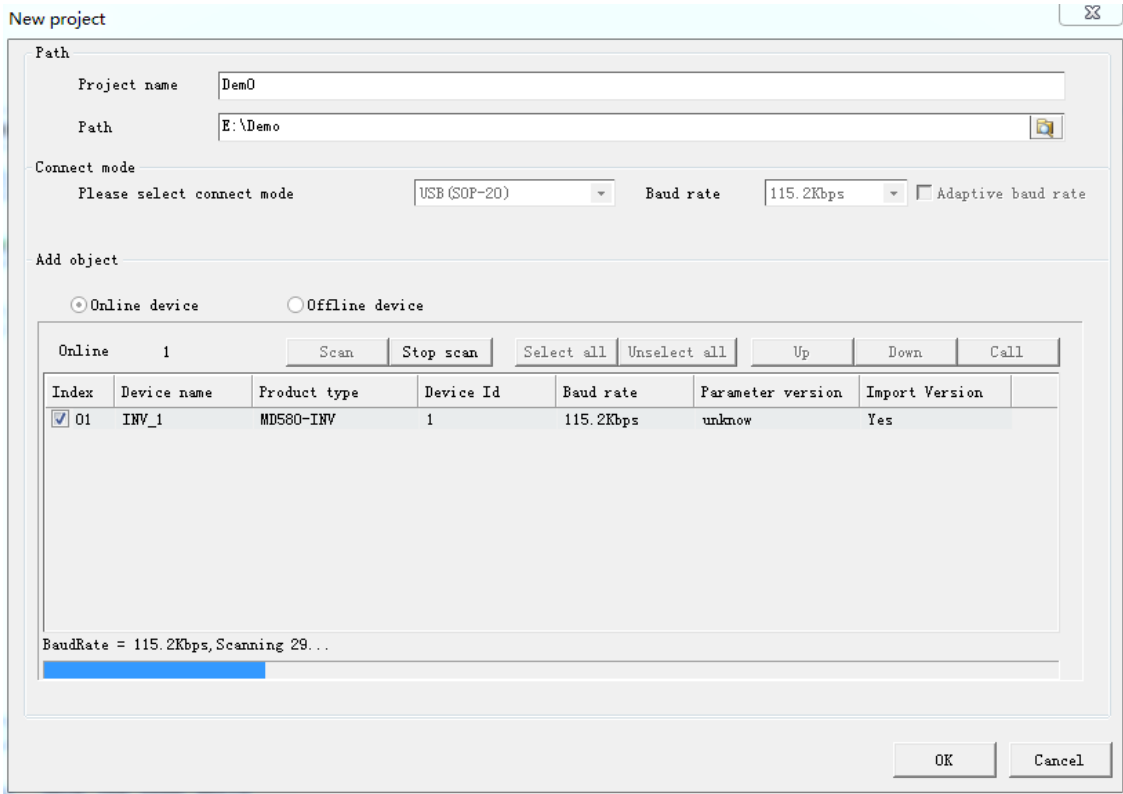 New project
Path
Project name DemO
Path E:\Demo
Connect mode
Please select connect mode USB(SOP-20) Baud rate 115.2Kbps Adaptive baud rate
Add object
Online device Offline device
Online 1 Scan Stop scan Select all Unselect all Up Down Call
Index Device name Product type Device Id Baud rate Parameter version Import Version
01 INV_1 MD580-INV 1 115.2Kbps unknow Yes
BaudRate = 115.2Kbps,Scanning 29...
OK Cancel